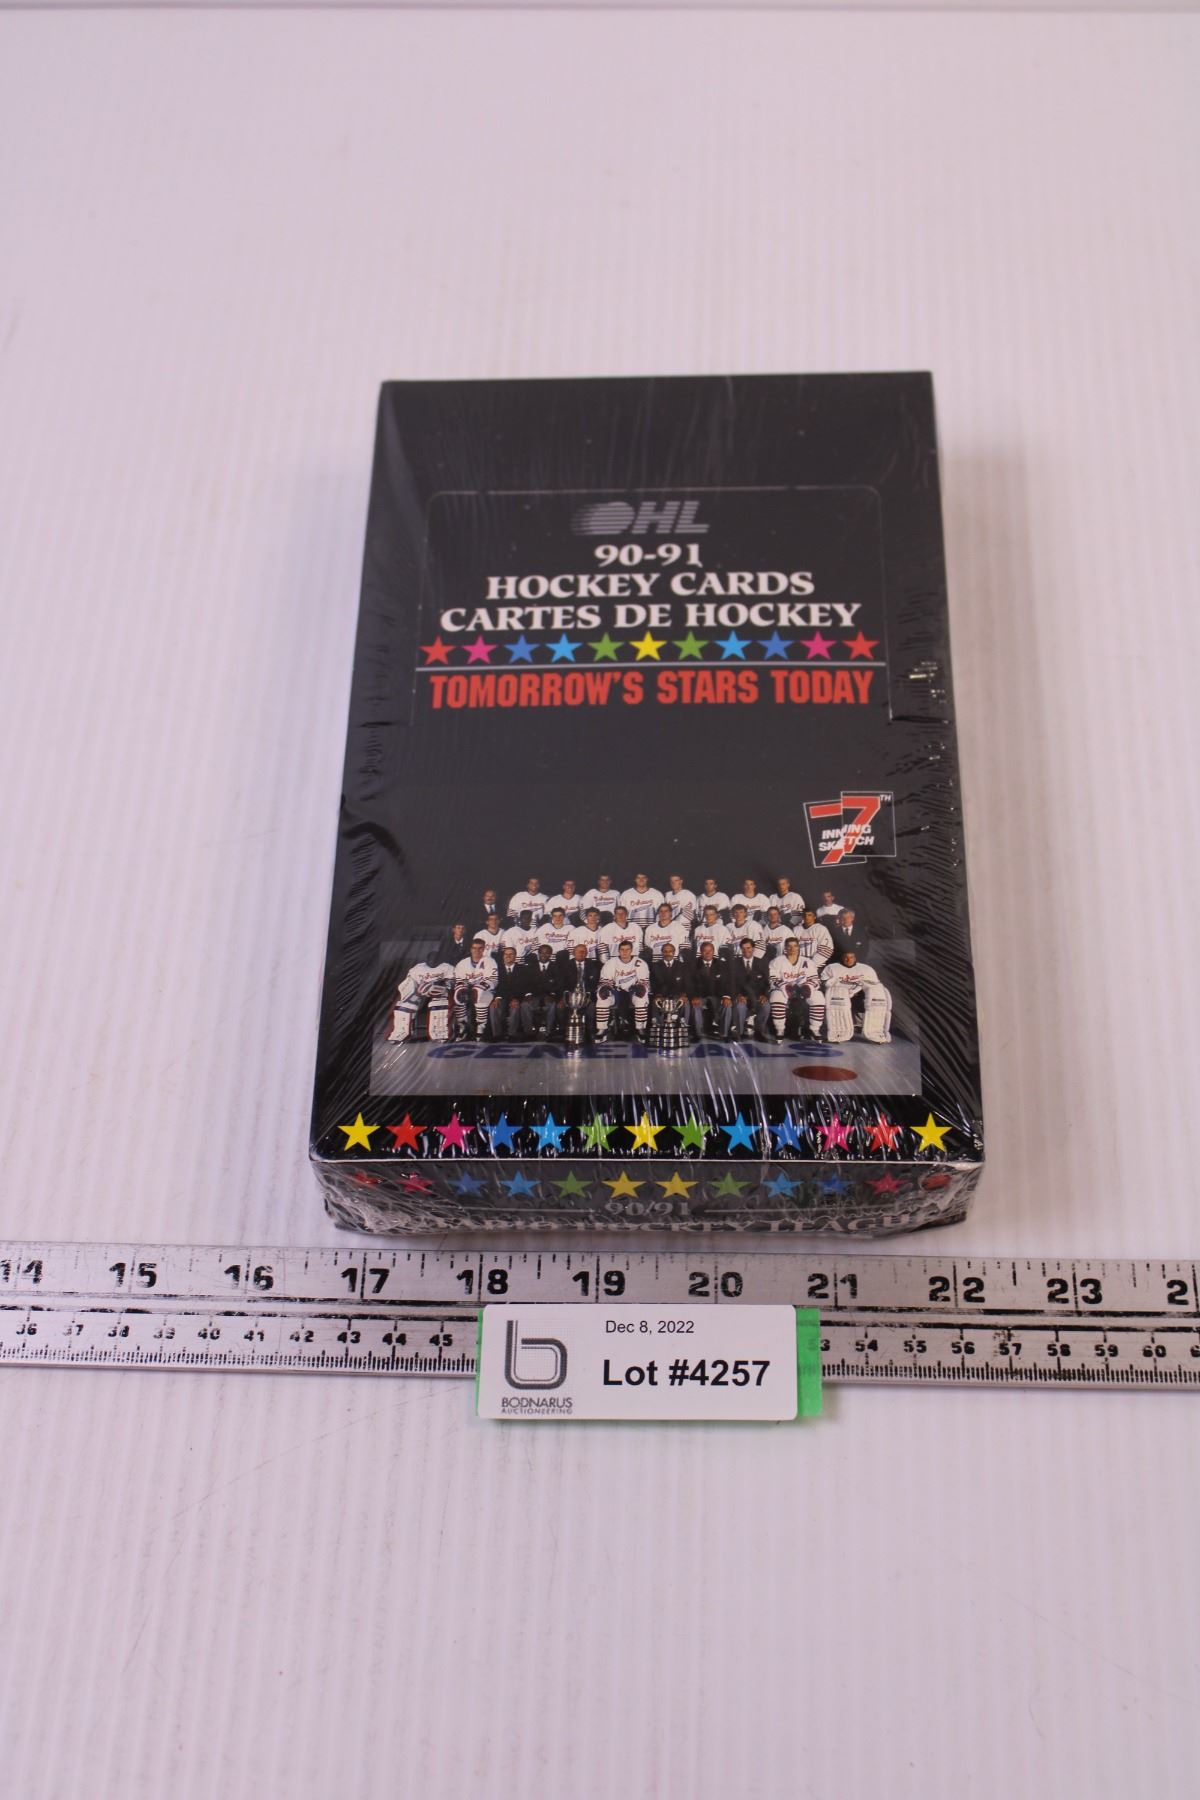 OHL
90-91
HOCKEY CARDS
CARTES DE HOCKEY
TOMORROW'S STARS TODAY
7TH
INNING
SKETCH
GENERALS
90/91
HOCKEY LEAGUE
14 15 16 17 18 19 20 21 22 23
36 37 38 39 40 41 42 43 44 45 53 54 55 56 57 58 59 60
Dec 8, 2022
Lot #4257
b
BODNARUS
AUCTIONEERING